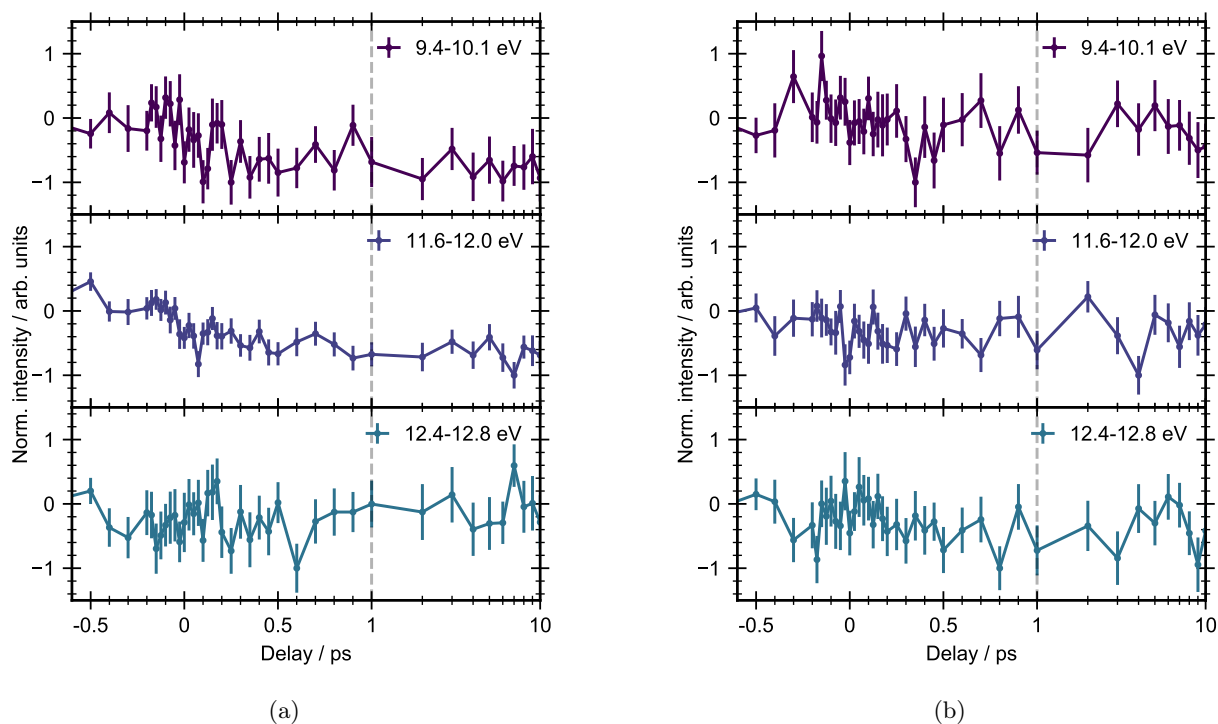 9.4-10.1 eV
1
0
−1
11.6-12.0 eV
1
0
−1
12.4-12.8 eV
1
0
−1
Norm. intensity / arb. units
-0.5 0 0.5 1 10
Delay / ps
(a)
9.4-10.1 eV
1
0
−1
11.6-12.0 eV
1
0
−1
12.4-12.8 eV
1
0
−1
Norm. intensity / arb. units
-0.5 0 0.5 1 10
Delay / ps
(b)